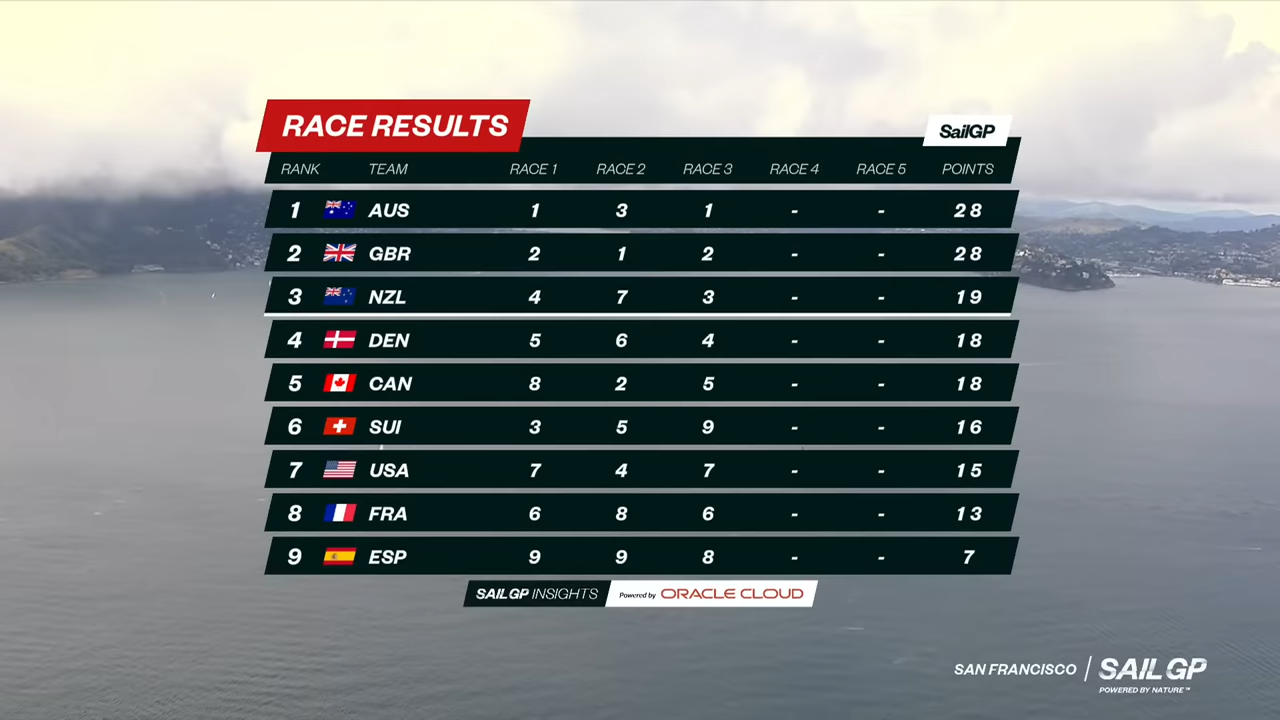 RACE RESULTS
SailGP
RANK TEAM RACE 1 RACE 2 RACE 3 RACE 4 RACE 5 POINTS
1 AUS 1 3 1 - - 28
2 GBR 2 1 2 - - 28
3 NZL 4 7 3 - - 19
4 DEN 5 6 4 - - 18
5 CAN 8 2 5 - - 18
6 SUI 3 5 9 - - 16
7 USA 7 4 7 - - 15
8 FRA 6 8 6 - - 13
9 ESP 9 9 8 - - 7
SAILGP INSIGHTS Powered by ORACLE CLOUD
SAN FRANCISCO / SAILGP
POWERED BY NATURE™